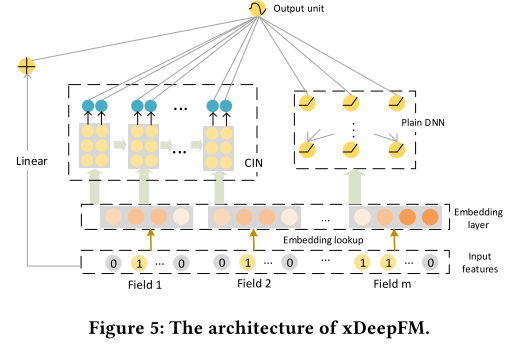 Output unit
Plain DNN
...
CIN
...
Linear
Embedding layer
...
Embedding lookup
Input features
0 1 ... 0 0 1 ... 0 ... 1 1 ... 0
Field 1 Field 2 Field m
Figure 5: The architecture of xDeepFM.